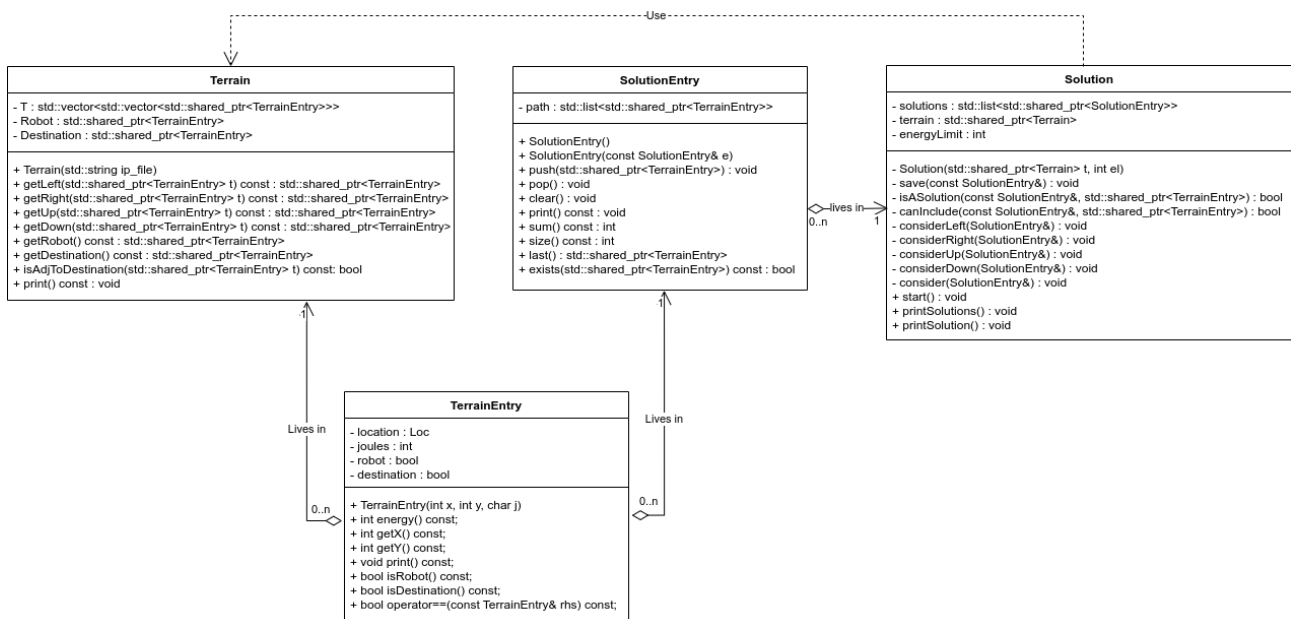 Use
Terrain
- T : std::vector<std::vector<std::shared_ptr<TerrainEntry>>>
- Robot : std::shared_ptr<TerrainEntry>
- Destination : std::shared_ptr<TerrainEntry>
+ Terrain(std::string ip_file)
+ getLeft(std::shared_ptr<TerrainEntry> t) const : std::shared_ptr<TerrainEntry>
+ getRight(std::shared_ptr<TerrainEntry> t) const : std::shared_ptr<TerrainEntry>
+ getUp(std::shared_ptr<TerrainEntry> t) const : std::shared_ptr<TerrainEntry>
+ getDown(std::shared_ptr<TerrainEntry> t) const : std::shared_ptr<TerrainEntry>
+ getRobot() const : std::shared_ptr<TerrainEntry>
+ getDestination() const : std::shared_ptr<TerrainEntry>
+ isAdjToDestination(std::shared_ptr<TerrainEntry> t) const: bool
+ print() const : void
SolutionEntry
- path : std::list<std::shared_ptr<TerrainEntry>>
+ SolutionEntry()
+ SolutionEntry(const SolutionEntry& e)
+ push(std::shared_ptr<TerrainEntry>) : void
+ pop() : void
+ clear() : void
+ print() const : void
+ sum() const : int
+ size() const : int
+ last() : std::shared_ptr<TerrainEntry>
+ exists(std::shared_ptr<TerrainEntry>) const : bool
0..n
lives in
1
Solution
- solutions : std::list<std::shared_ptr<SolutionEntry>>
- terrain : std::shared_ptr<Terrain>
- energyLimit : int
- Solution(std::shared_ptr<Terrain> t, int el)
- save(const SolutionEntry&) : void
- isASolution(const SolutionEntry&, std::shared_ptr<TerrainEntry>) : bool
- canInclude(const SolutionEntry&, std::shared_ptr<TerrainEntry>) : bool
- considerLeft(SolutionEntry&) : void
- considerRight(SolutionEntry&) : void
- considerUp(SolutionEntry&) : void
- considerDown(SolutionEntry&) : void
- consider(SolutionEntry&) : void
+ start() : void
+ printSolutions() : void
+ printSolution() : void
1
Lives in
0..n
1
Lives in
0..n
TerrainEntry
- location : Loc
- joules : int
- robot : bool
- destination : bool
+ TerrainEntry(int x, int y, char j)
+ int energy() const;
+ int getX() const;
+ int getY() const;
+ void print() const;
+ bool isRobot() const;
+ bool isDestination() const;
+ bool operator==(const TerrainEntry& rhs) const;